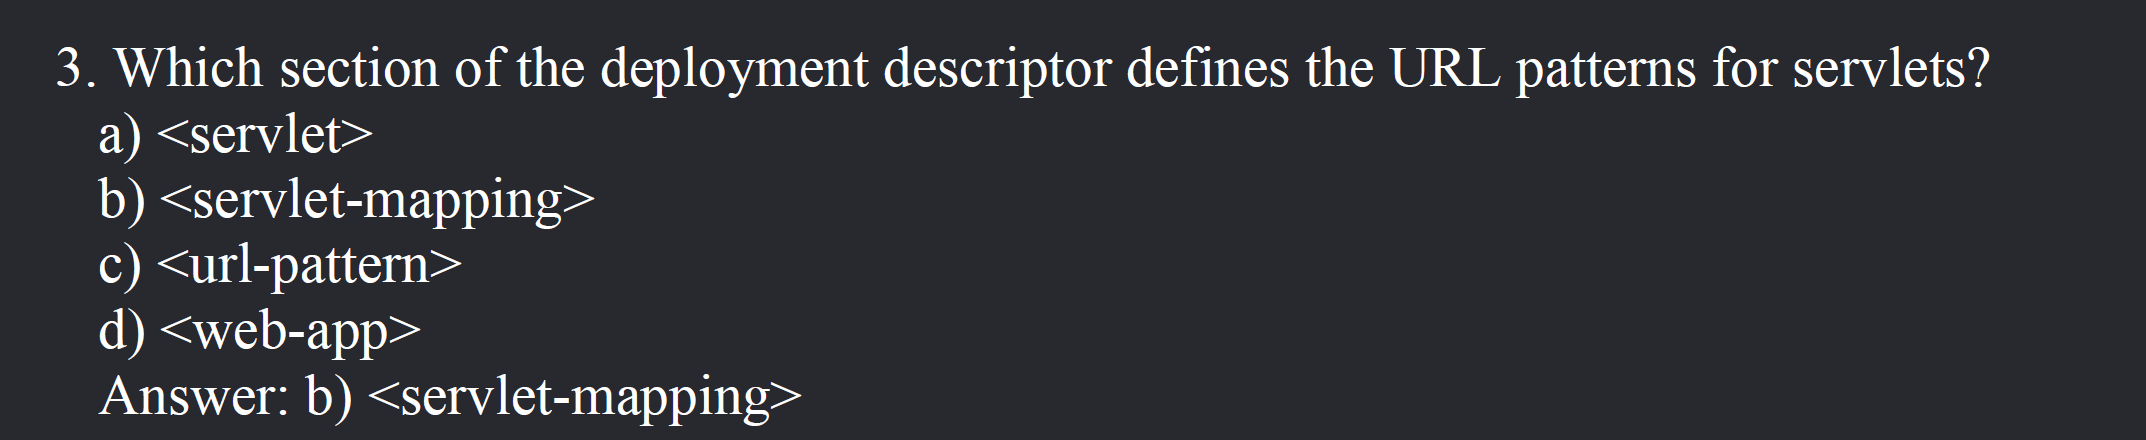 3. Which section of the deployment descriptor defines the URL patterns for servlets?
a) <servlet>
b) <servlet-mapping>
c) <url-pattern>
d) <web-app>
Answer: b) <servlet-mapping>